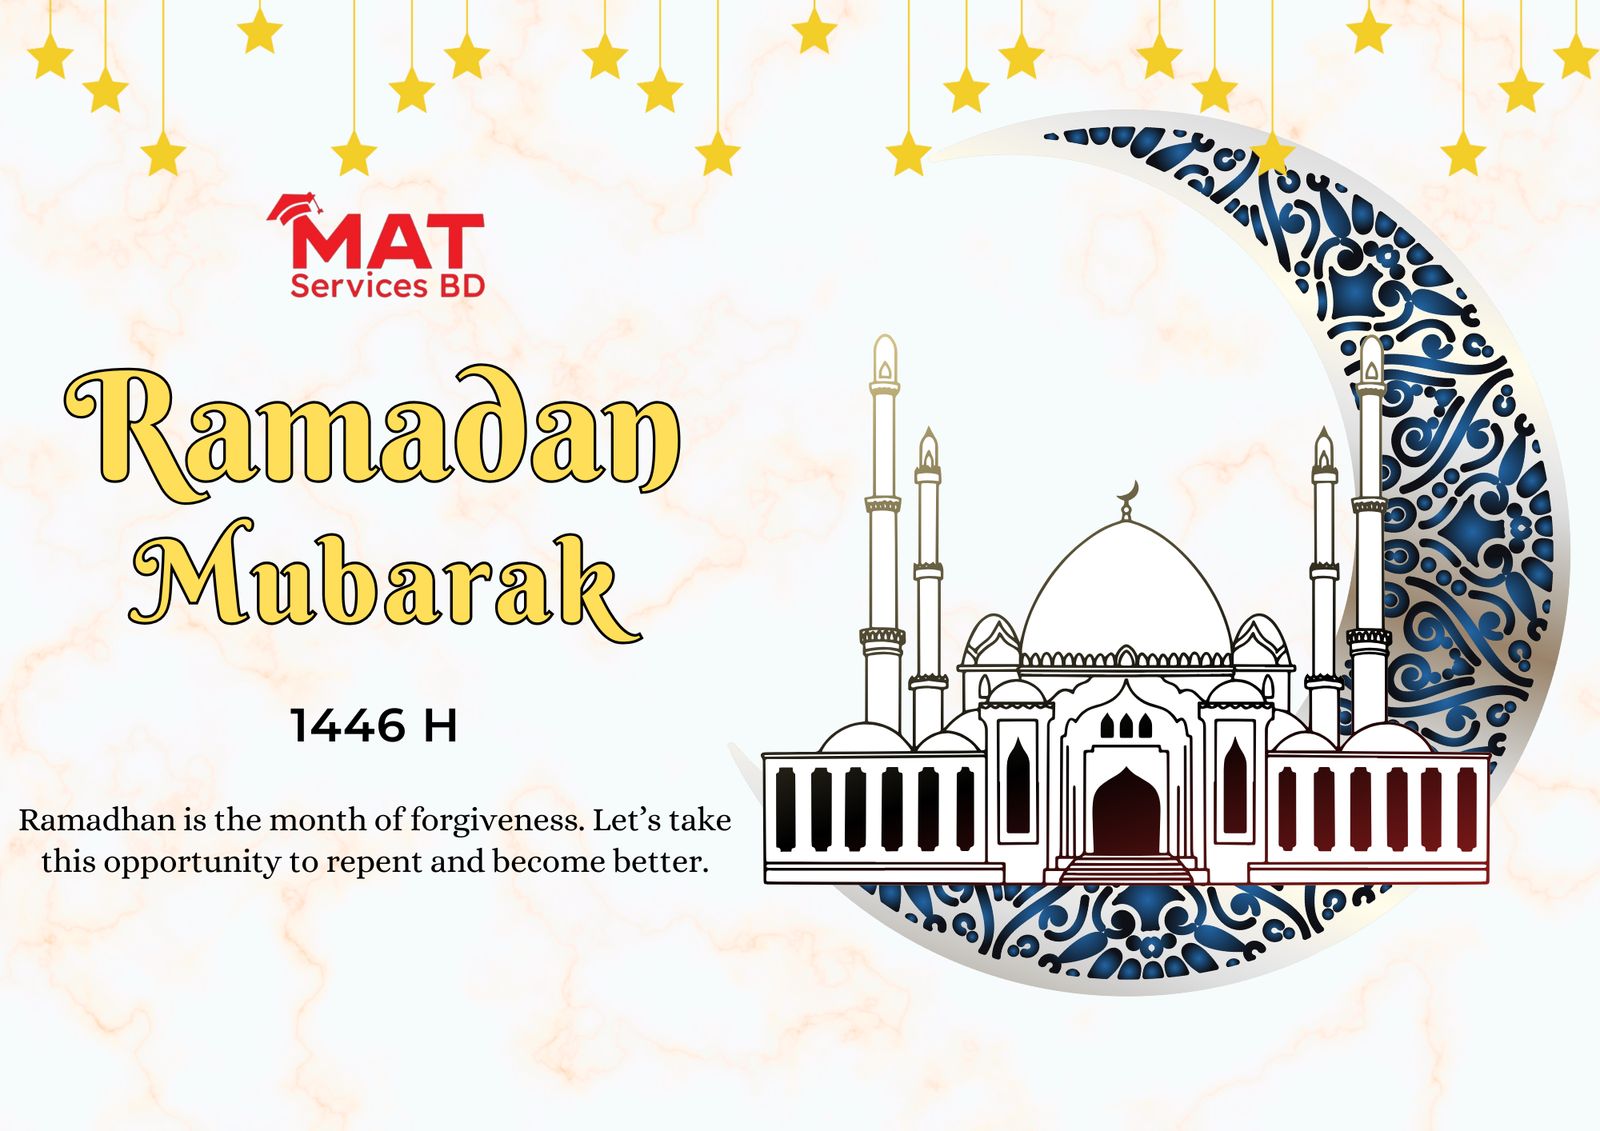 MAT
Services BD
Ramadan
Mubarak
1446 H
Ramadhan is the month of forgiveness. Let’s take
this opportunity to repent and become better.